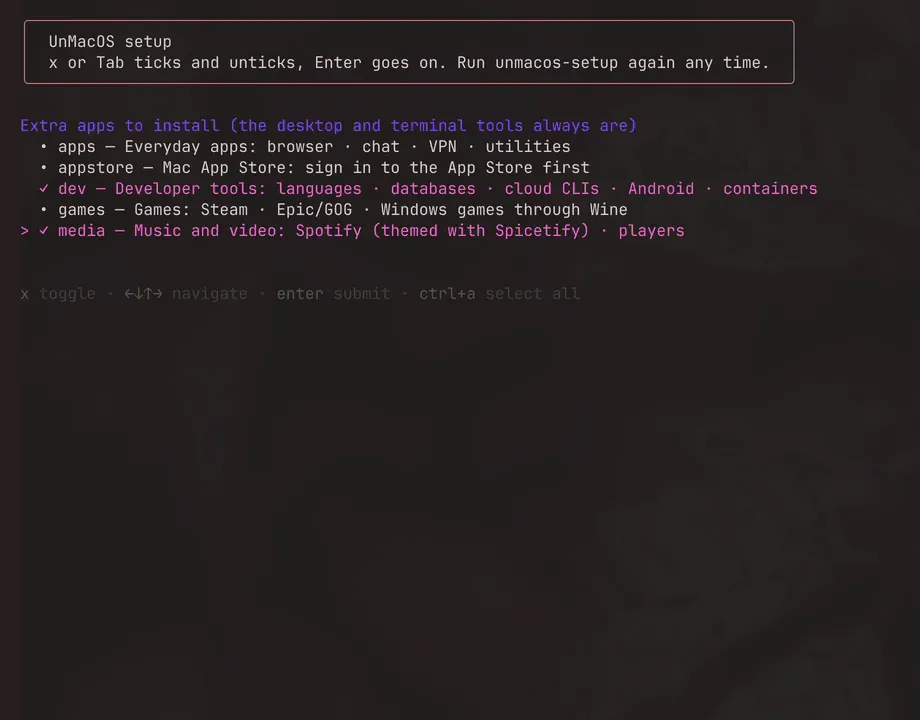 UnMacOS setup
x or Tab ticks and unticks, Enter goes on. Run unmacos-setup again any time.
Extra apps to install (the desktop and terminal tools always are)
• apps — Everyday apps: browser · chat · VPN · utilities
• appstore — Mac App Store: sign in to the App Store first
✓ dev — Developer tools: languages · databases · cloud CLIs · Android · containers
• games — Games: Steam · Epic/GOG · Windows games through Wine
> ✓ media — Music and video: Spotify (themed with Spicetify) · players
x toggle · ←↓↑→ navigate · enter submit · ctrl+a select all